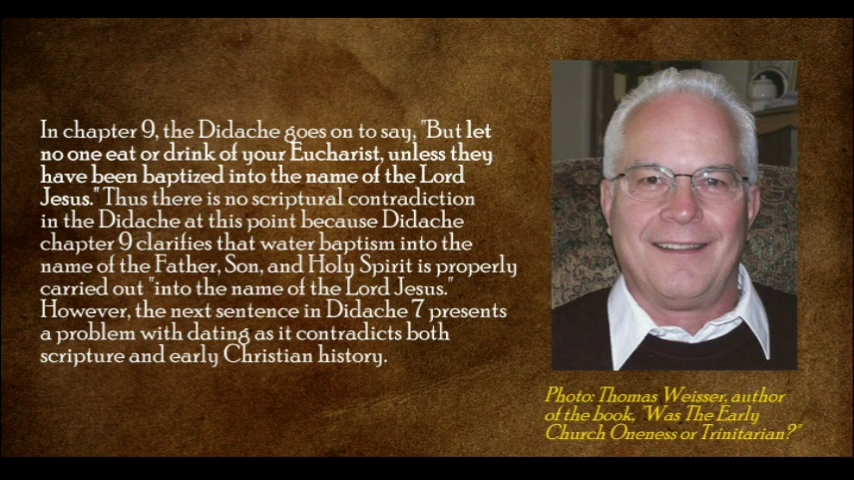 In chapter 9, the Didache goes on to say, "But let
no one eat or drink of your Eucharist, unless they
have been baptized into the name of the Lord
Jesus." Thus there is no scriptural contradiction
in the Didache at this point because Didache
chapter 9 clarifies that water baptism into the
name of the Father, Son, and Holy Spirit is properly
carried out "into the name of the Lord Jesus."
However, the next sentence in Didache 7 presents
a problem with dating as it contradicts both
scripture and early Christian history.
Photo: Thomas Weisser, author
of the book, "Was The Early
Church Oneness or Trinitarian?"